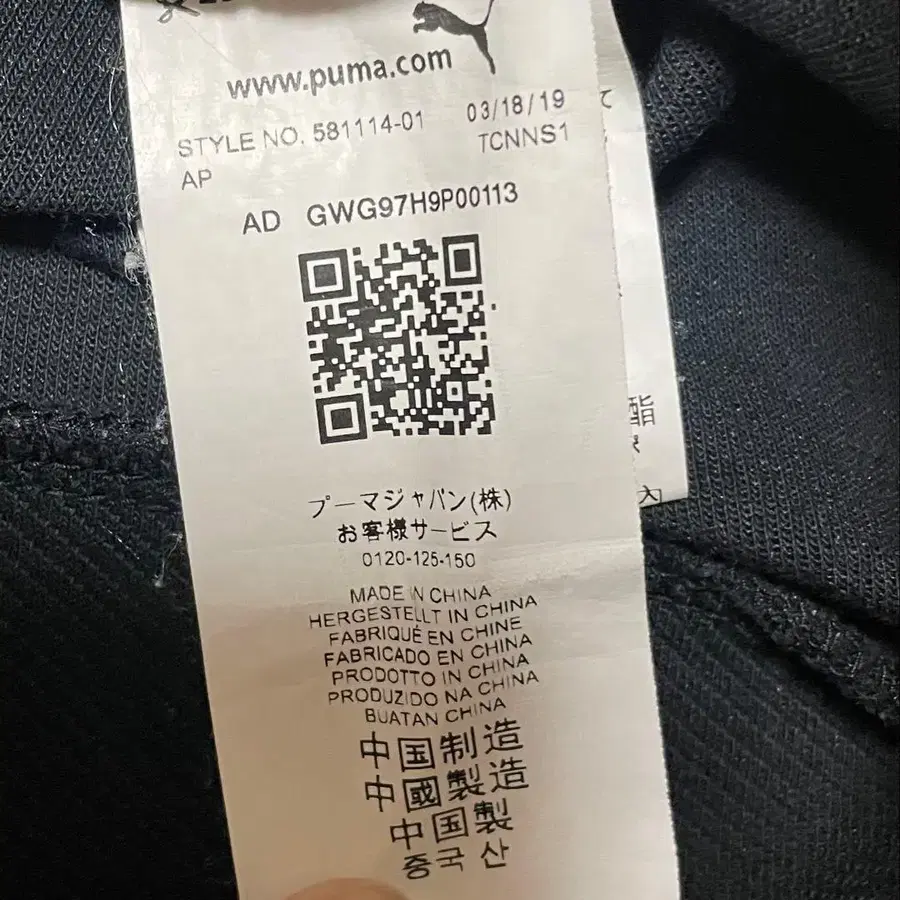 www.puma.com
STYLE NO. 581114-01 03/18/19
AP TCNNS1
AD GWG97H9P00113
プーマジャパン(株)
お客様サービス
0120-125-150
MADE IN CHINA
HERGESTELLT IN CHINA
FABRIQUÉ EN CHINE
FABRICADO EN CHINA
PRODOTTO IN CHINA
PRODUZIDO NA CHINA
BUATAN CHINA
中国制造
中國製造
中国製
중국 산
て
酯
內